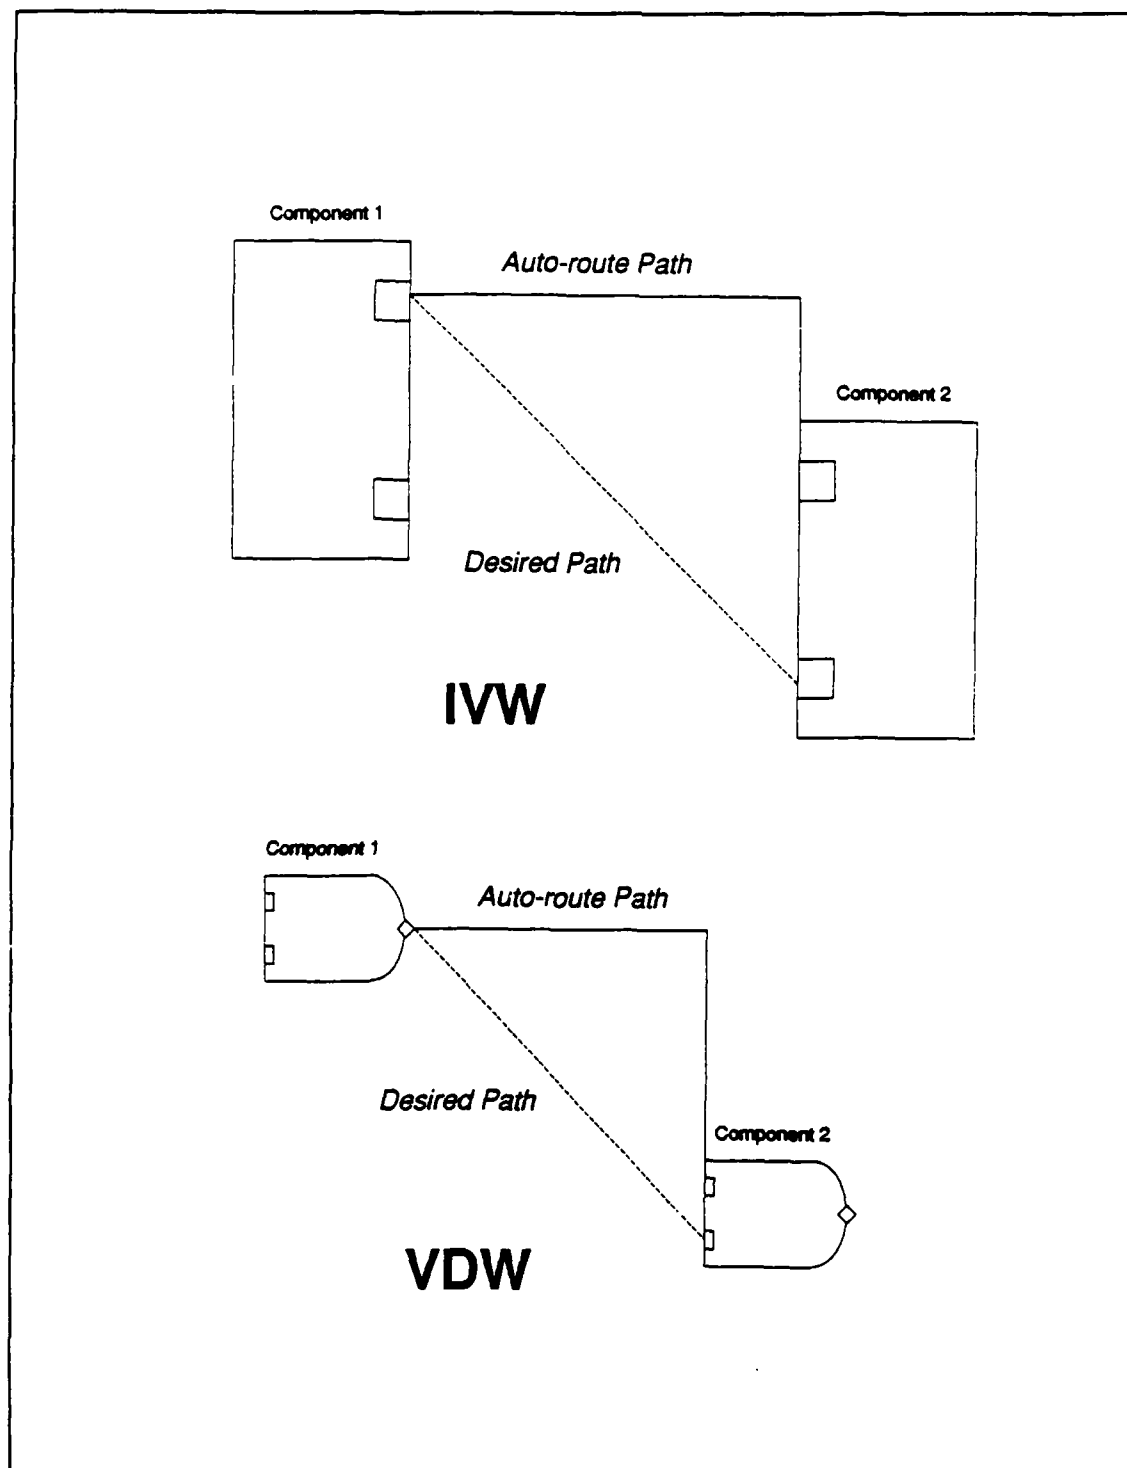 Component 1
Auto-route Path
Component 2
Desired Path
IVW
Component 1
Auto-route Path
Desired Path
Component 2
VDW